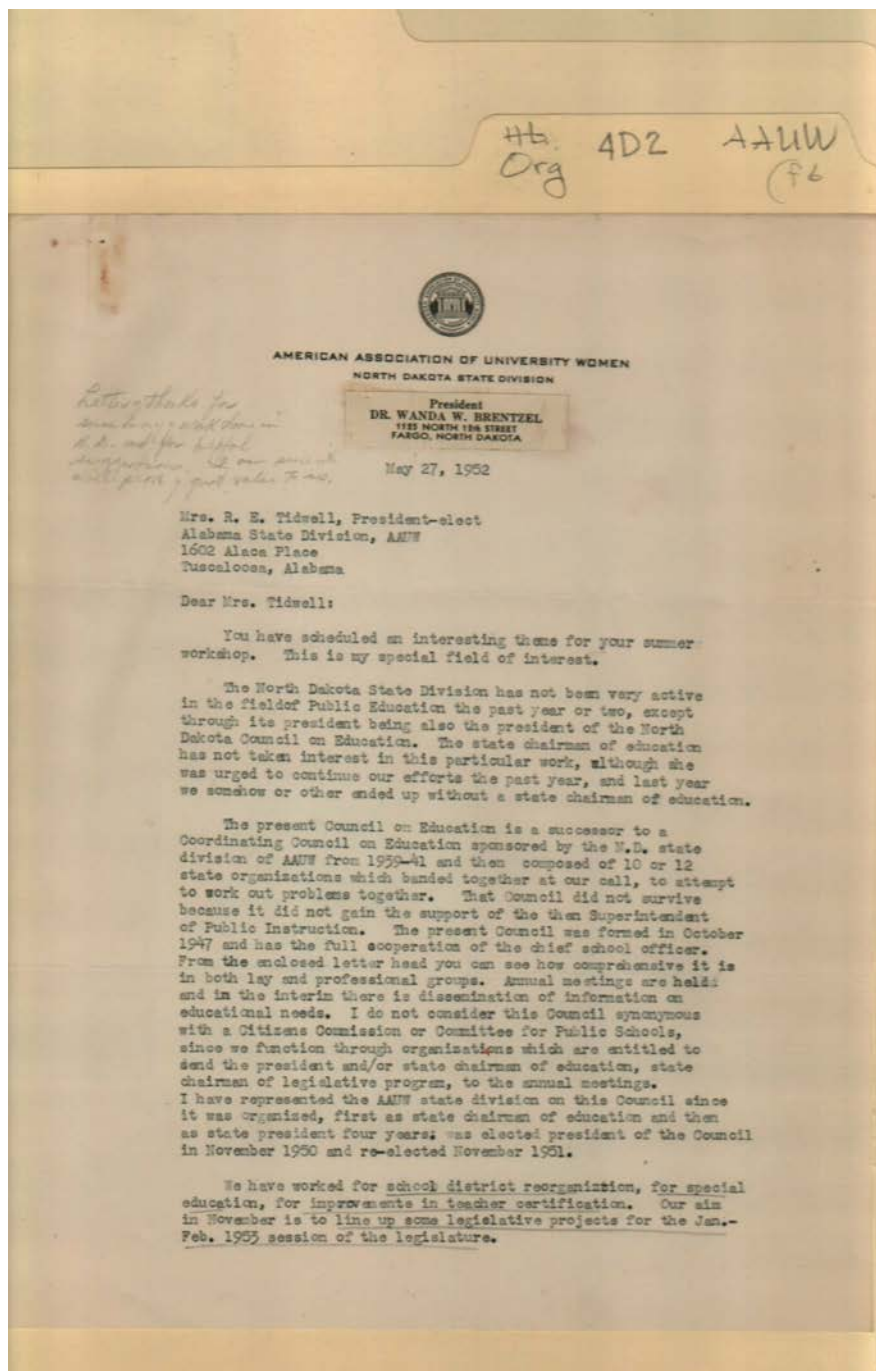 Org 4D2 AAUW
AMERICAN ASSOCIATION OF UNIVERSITY WOMEN
NORTH DAKOTA STATE DIVISION
President
DR. WANDA W. BRENTZEL
1125 NORTH 12th STREET
FARGO, NORTH DAKOTA
Letter thanks for
May 27, 1952
Mrs. R. E. Tidwell, President-elect
Alabama State Division, AAUW
1602 Alaca Place
Tuscaloosa, Alabama
Dear Mrs. Tidwell:
You have scheduled an interesting theme for your summer
workshop. This is my special field of interest.
The North Dakota State Division has not been very active
in the fieldof Public Education the past year or two, except
through its president being also the president of the North
Dakota Council on Education. The state chairman of education
has not taken interest in this particular work, although she
was urged to continue our efforts the past year, and last year
we somehow or other ended up without a state chairman of education.
The present Council on Education is a successor to a
Coordinating Council on Education sponsored by the N.D. state
division of AAUW from 1939-41 and then composed of 10 or 12
state organizations which banded together at our call, to attempt
to work out problems together. That Council did not survive
because it did not gain the support of the then Superintendent
of Public Instruction. The present Council was formed in October
1947 and has the full cooperation of the chief school officer.
From the enclosed letter head you can see how comprehensive it is
in both lay and professional groups. Annual meetings are held:
and in the interim there is dissemination of information on
educational needs. I do not consider this Council synonymous
with a Citizens Commission or Committee for Public Schools,
since we function through organizations which are entitled to
send the president and/or state chairman of education, state
chairman of legislative program, to the annual meetings.
I have represented the AAUW state division on this Council since
it was organized, first as state chairman of education and then
as state president four years; was elected president of the Council
in November 1950 and re-elected November 1951.
We have worked for school district reorganiztion, for special
education, for improvements in teacher certification. Our aim
in November is to line up some legislative projects for the Jan.-
Feb. 1953 session of the legislature.